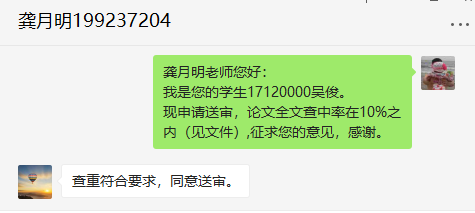 龚月明199237204
龚月明老师您好：
我是您的学生17120000吴俊。
现申请送审，论文全文查中率在10%之
内（见文件）,征求您的意见，感谢。
查重符合要求，同意送审。